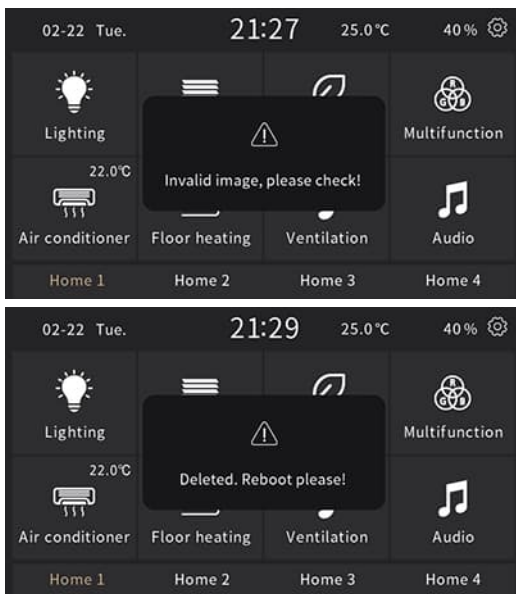 02-22 Tue. 21:27 25.0℃ 40% 
Lighting Multifunction
Invalid image, please check!
22.0℃
Air conditioner Floor heating Ventilation Audio
Home 1 Home 2 Home 3 Home 4
02-22 Tue. 21:29 25.0℃ 40%
Lighting Multifunction
Deleted. Reboot please!
22.0℃
Air conditioner Floor heating Ventilation Audio
Home 1 Home 2 Home 3 Home 4